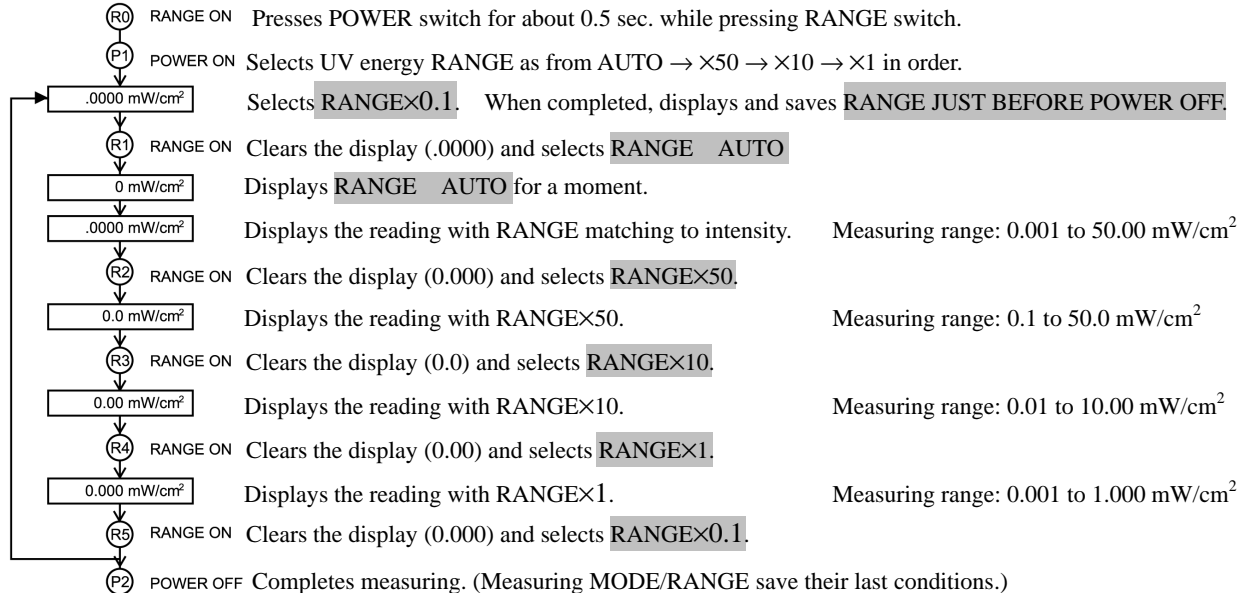 R0 RANGE ON Presses POWER switch for about 0.5 sec. while pressing RANGE switch.
P1 POWER ON Selects UV energy RANGE as from AUTO → ×50 → ×10 → ×1 in order.
.0000 mW/cm² Selects RANGE×0.1. When completed, displays and saves RANGE JUST BEFORE POWER OFF.
R1 RANGE ON Clears the display (.0000) and selects RANGE AUTO
0 mW/cm² Displays RANGE AUTO for a moment.
.0000 mW/cm² Displays the reading with RANGE matching to intensity. Measuring range: 0.001 to 50.00 mW/cm²
R2 RANGE ON Clears the display (0.000) and selects RANGE×50.
0.0 mW/cm² Displays the reading with RANGE×50. Measuring range: 0.1 to 50.0 mW/cm²
R3 RANGE ON Clears the display (0.0) and selects RANGE×10.
0.00 mW/cm² Displays the reading with RANGE×10. Measuring range: 0.01 to 10.00 mW/cm²
R4 RANGE ON Clears the display (0.00) and selects RANGE×1.
0.000 mW/cm² Displays the reading with RANGE×1. Measuring range: 0.001 to 1.000 mW/cm²
R5 RANGE ON Clears the display (0.000) and selects RANGE×0.1.
P2 POWER OFF Completes measuring. (Measuring MODE/RANGE save their last conditions.)